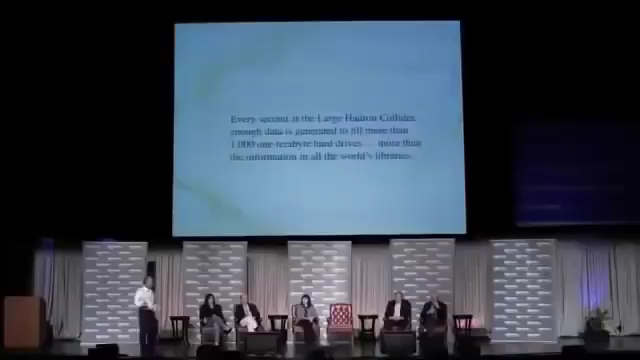 Every second at the Large Hadron Collider,
enough data is generated to fill more than
1,000 one-terabyte hard drives... more than
the information in all the world's libraries.